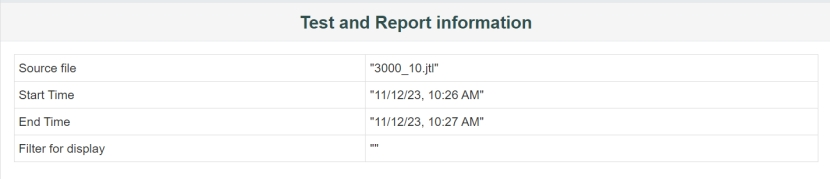 Test and Report information
Source file "3000_10.jtl"
Start Time "11/12/23, 10:26 AM"
End Time "11/12/23, 10:27 AM"
Filter for display ""